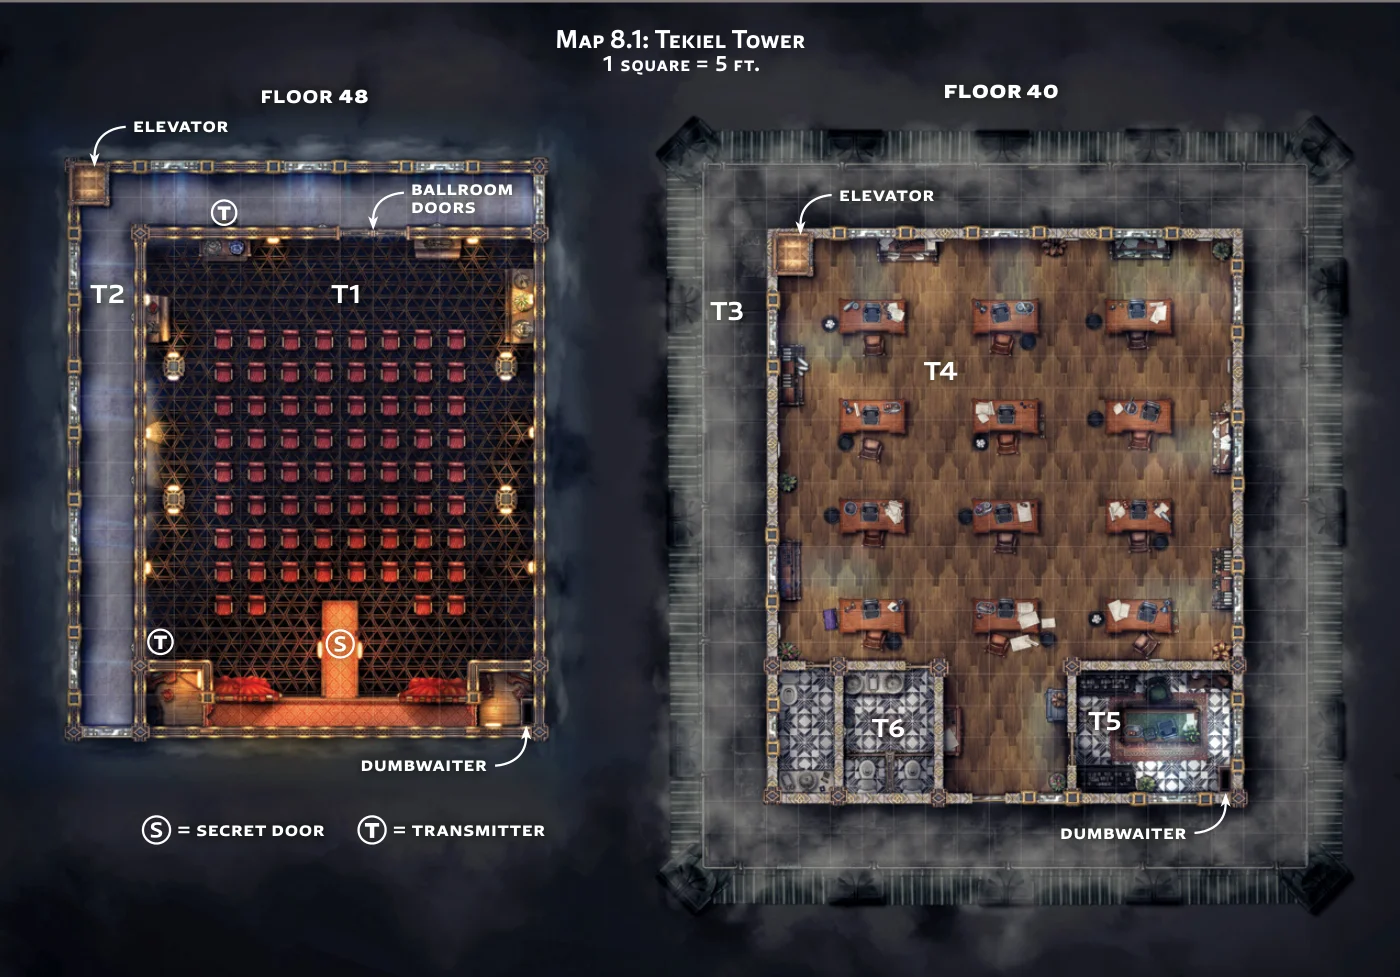 Map 8.1: Tekiel Tower
1 square = 5 ft.
FLOOR 48
ELEVATOR
BALLROOM
DOORS
T
T2
T1
T
S
DUMBWAITER
S = SECRET DOOR
T = TRANSMITTER
FLOOR 40
ELEVATOR
T3
T4
T6
T5
DUMBWAITER